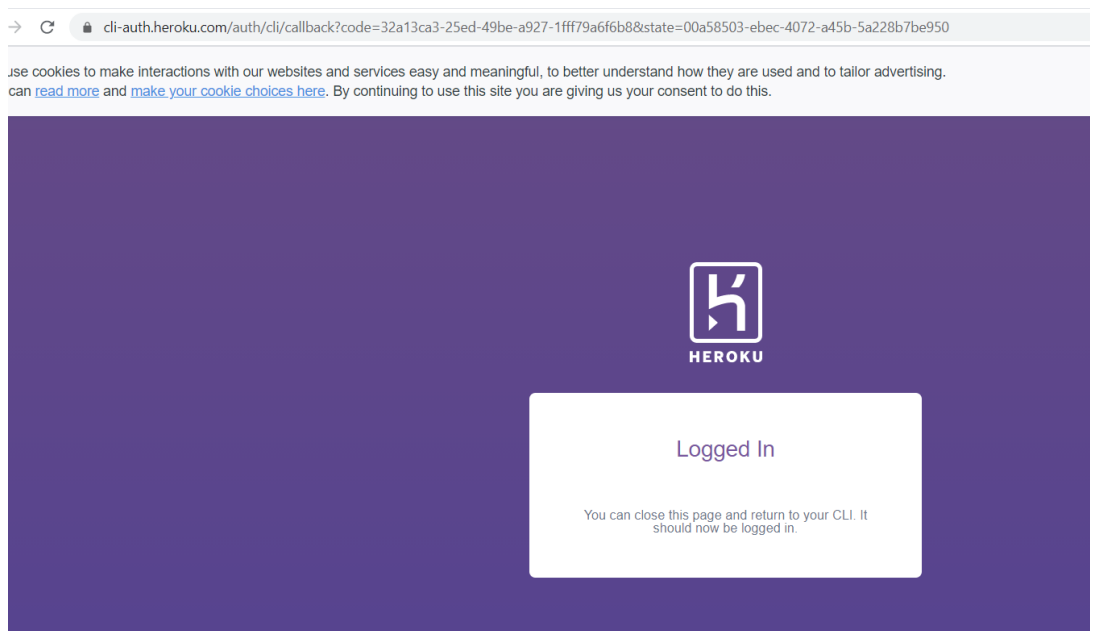 cli-auth.heroku.com/auth/cli/callback?code=32a13ca3-25ed-49be-a927-1fff79a6f6b8&state=00a58503-ebec-4072-a45b-5a228b7be950
use cookies to make interactions with our websites and services easy and meaningful, to better understand how they are used and to tailor advertising.
can read more and make your cookie choices here. By continuing to use this site you are giving us your consent to do this.
HEROKU
Logged In
You can close this page and return to your CLI. It
should now be logged in.